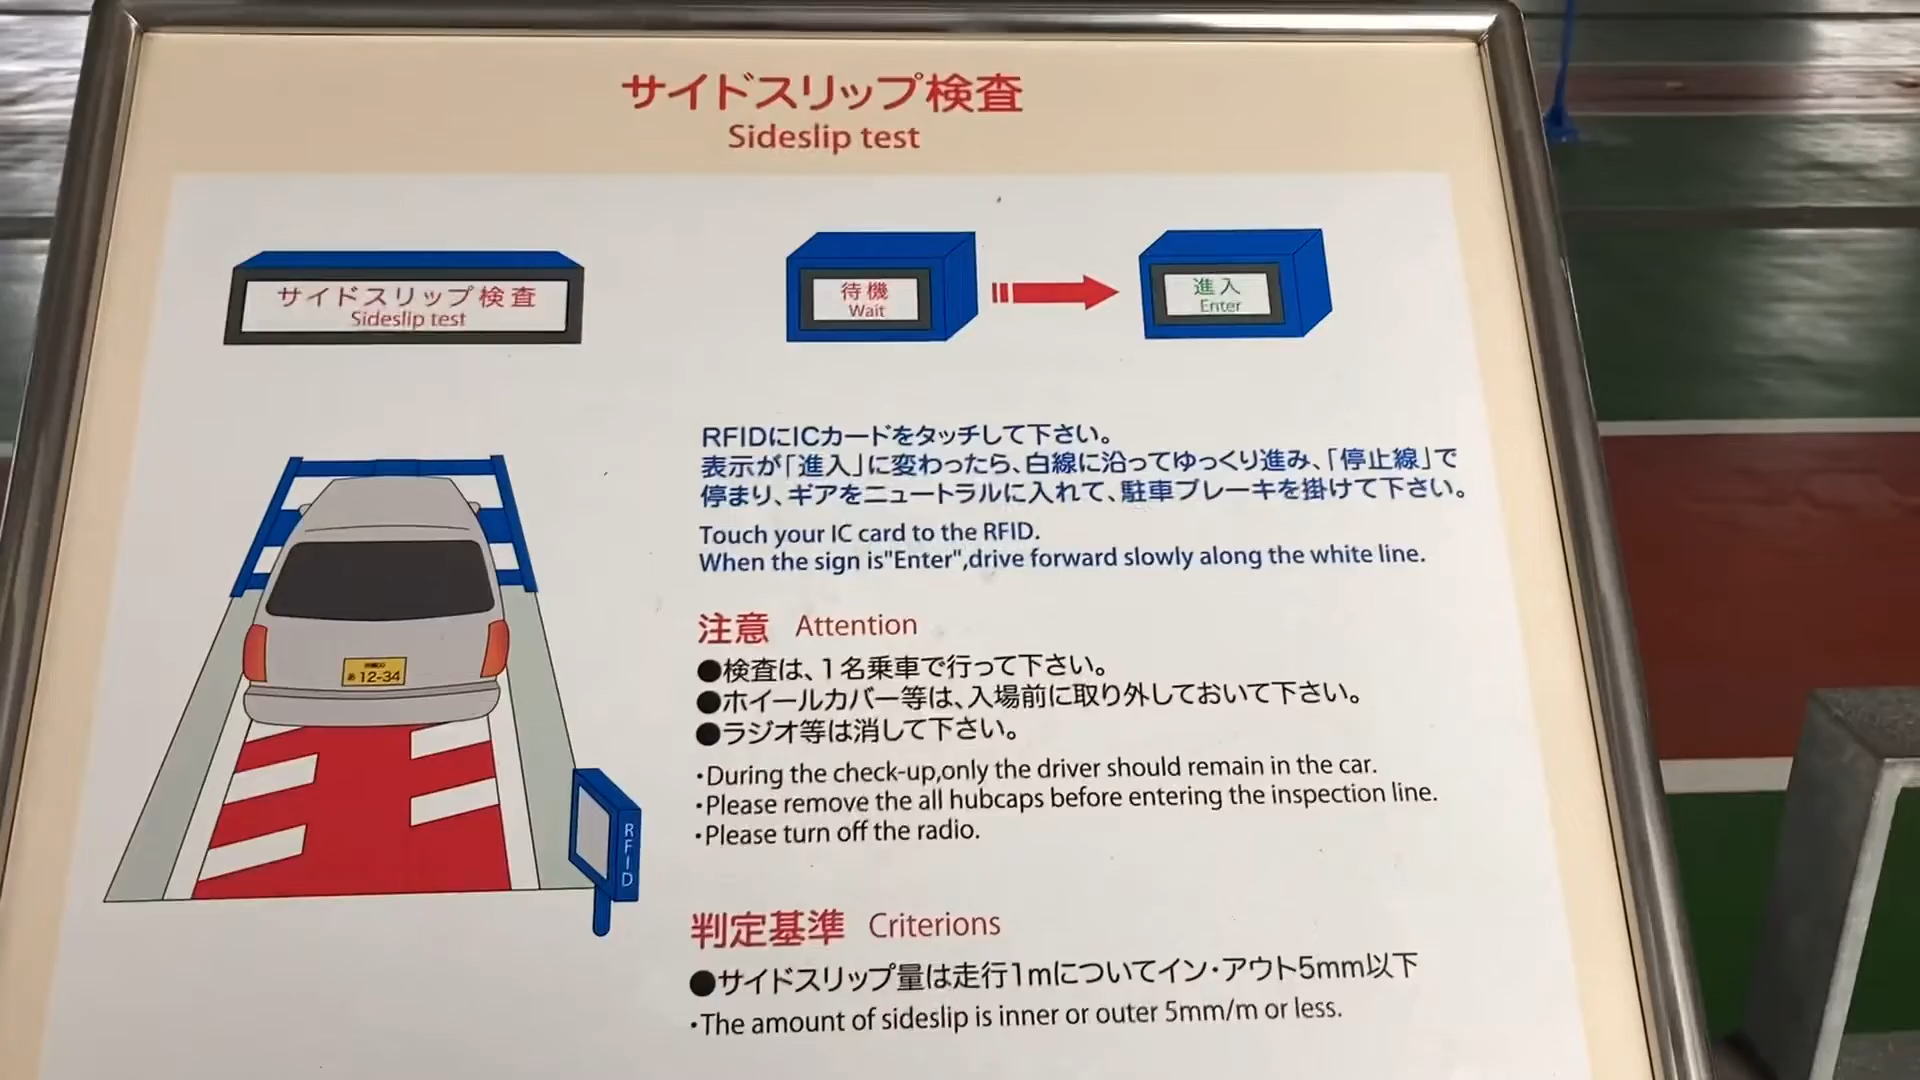 サイドスリップ検査
Sideslip test
サイドスリップ検査
Sideslip test
待機
Wait
進入
Enter
RFIDにICカードをタッチして下さい。
表示が「進入」に変わったら、白線に沿ってゆっくり進み、「停止線」で
停まり、ギアをニュートラルに入れて、駐車ブレーキを掛けて下さい。
Touch your IC card to the RFID.
When the sign is"Enter",drive forward slowly along the white line.
注意 Attention
●検査は、1名乗車で行って下さい。
●ホイールカバー等は、入場前に取り外しておいて下さい。
●ラジオ等は消して下さい。
・During the check-up,only the driver should remain in the car.
・Please remove the all hubcaps before entering the inspection line.
・Please turn off the radio.
あ 12-34
RFID
判定基準 Criterions
●サイドスリップ量は走行1mについてイン・アウト5mm以下
・The amount of sideslip is inner or outer 5mm/m or less.